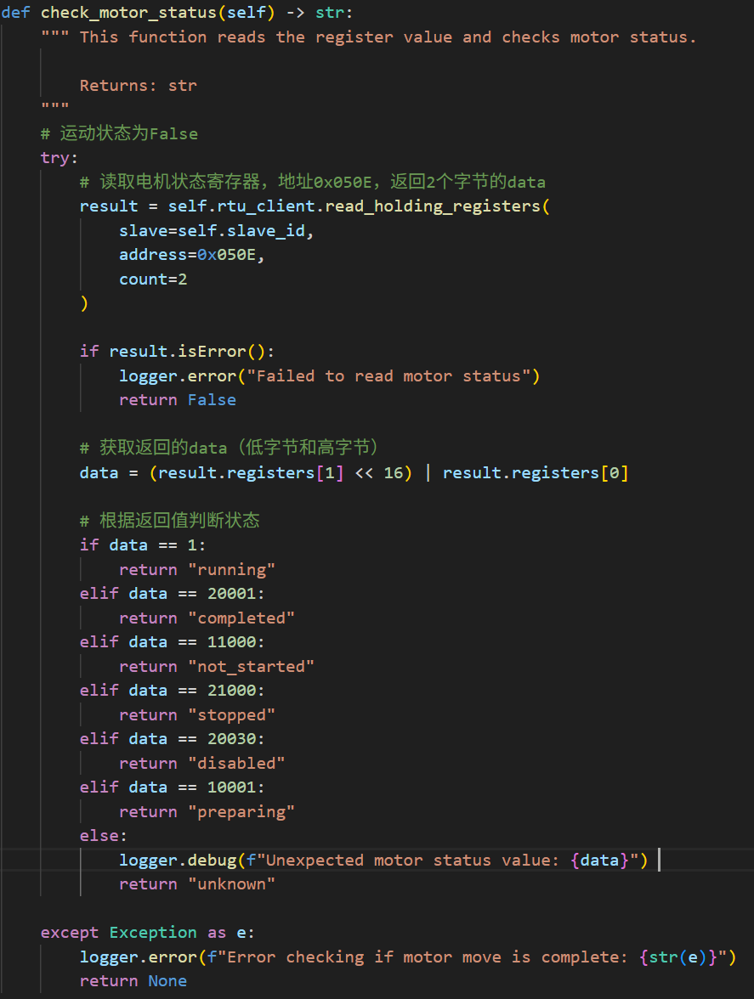 def check_motor_status(self) -> str:
""" This function reads the register value and checks motor status.
Returns: str
"""
# 运动状态为False
try:
# 读取电机状态寄存器，地址0x050E，返回2个字节的data
result = self.rtu_client.read_holding_registers(
slave=self.slave_id,
address=0x050E,
count=2
)
if result.isError():
logger.error("Failed to read motor status")
return False
# 获取返回的data（低字节和高字节）
data = (result.registers[1] << 16) | result.registers[0]
# 根据返回值判断状态
if data == 1:
return "running"
elif data == 20001:
return "completed"
elif data == 11000:
return "not_started"
elif data == 21000:
return "stopped"
elif data == 20030:
return "disabled"
elif data == 10001:
return "preparing"
else:
logger.debug(f"Unexpected motor status value: {data}")
return "unknown"
except Exception as e:
logger.error(f"Error checking if motor move is complete: {str(e)}")
return None